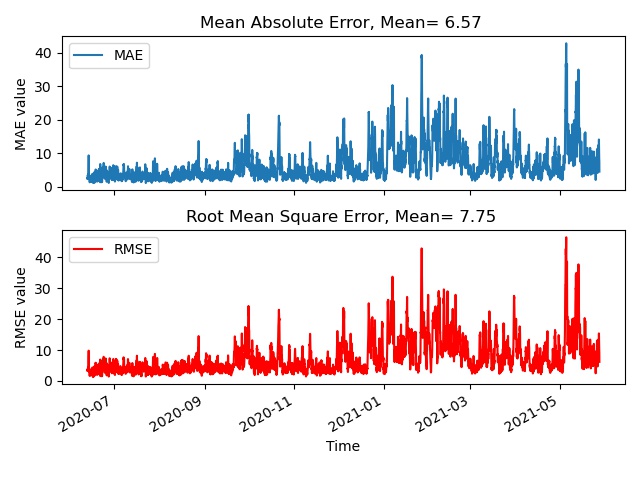 Mean Absolute Error, Mean= 6.57
MAE
MAE value
40
30
20
10
0
Root Mean Square Error, Mean= 7.75
RMSE
RMSE value
40
30
20
10
0
2020-07
2020-09
2020-11
2021-01
2021-03
2021-05
Time